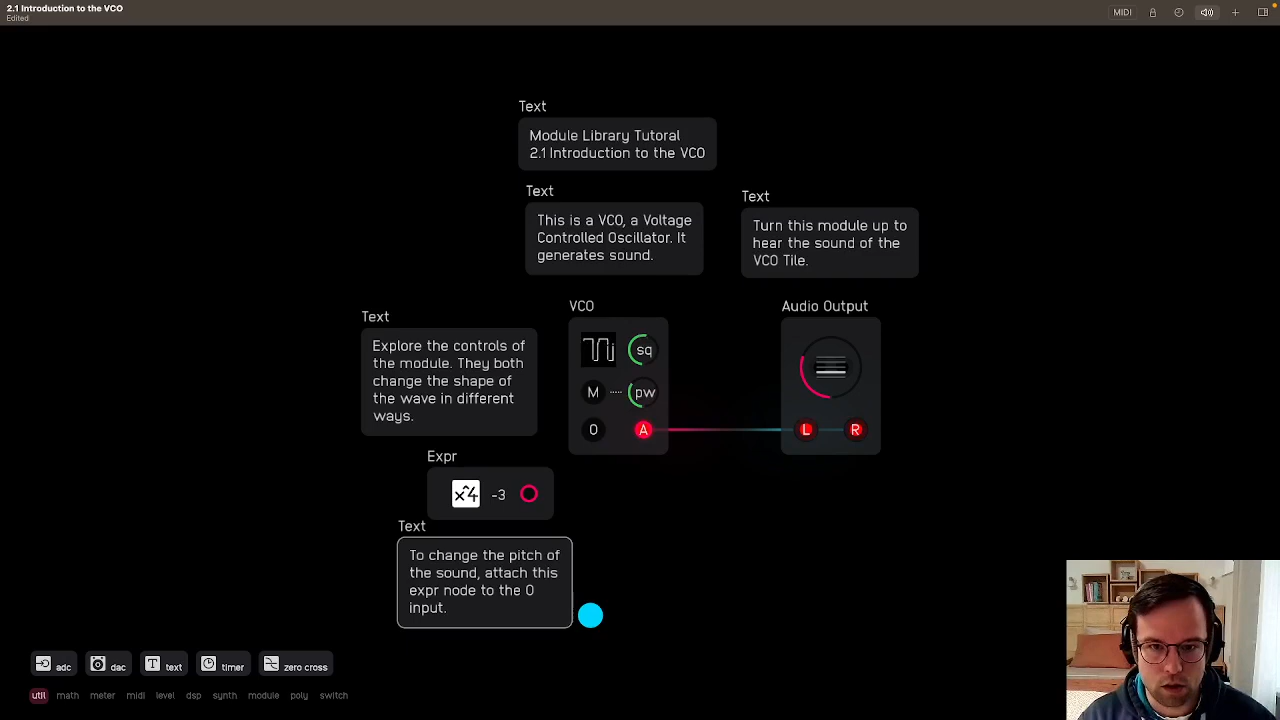 2.1 Introduction to the VCO
Edited
MIDI
Text
Module Library Tutoral
2.1 Introduction to the VCO
Text
This is a VCO, a Voltage
Controlled Oscillator. It
generates sound.
Text
Turn this module up to
hear the sound of the
VCO Tile.
Text
Explore the controls of
the module. They both
change the shape of
the wave in different
ways.
VCO
sq
M
pw
O
A
Audio Output
L
R
Expr
x^4 -3
Text
To change the pitch of
the sound, attach this
expr node to the O
input.
adc dac text timer zero cross
util math meter midi level dsp synth module poly switch